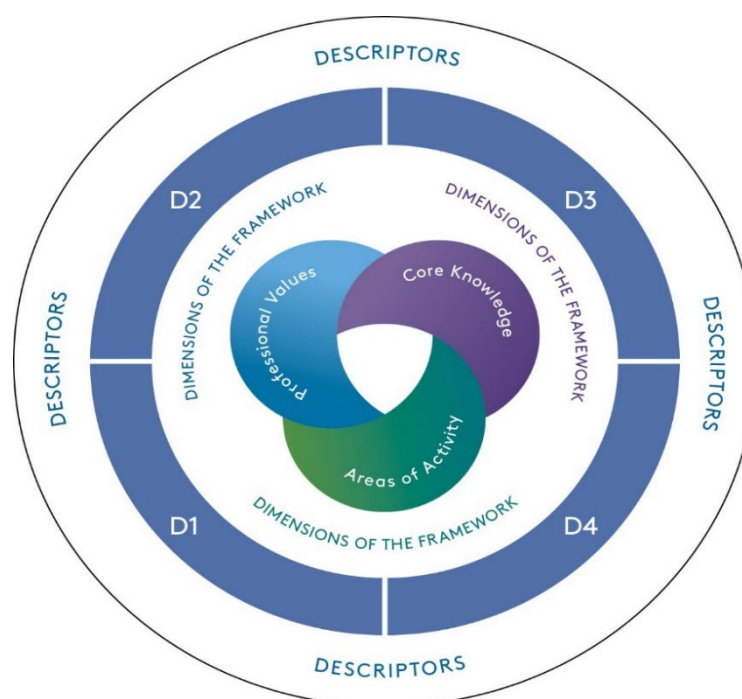 DESCRIPTORS
D2
D3
DIMENSIONS OF THE FRAMEWORK
DIMENSIONS OF THE FRAMEWORK
Professional Values
Core Knowledge
DESCRIPTORS
DESCRIPTORS
Areas of Activity
DIMENSIONS OF THE FRAMEWORK
D1
D4
DESCRIPTORS